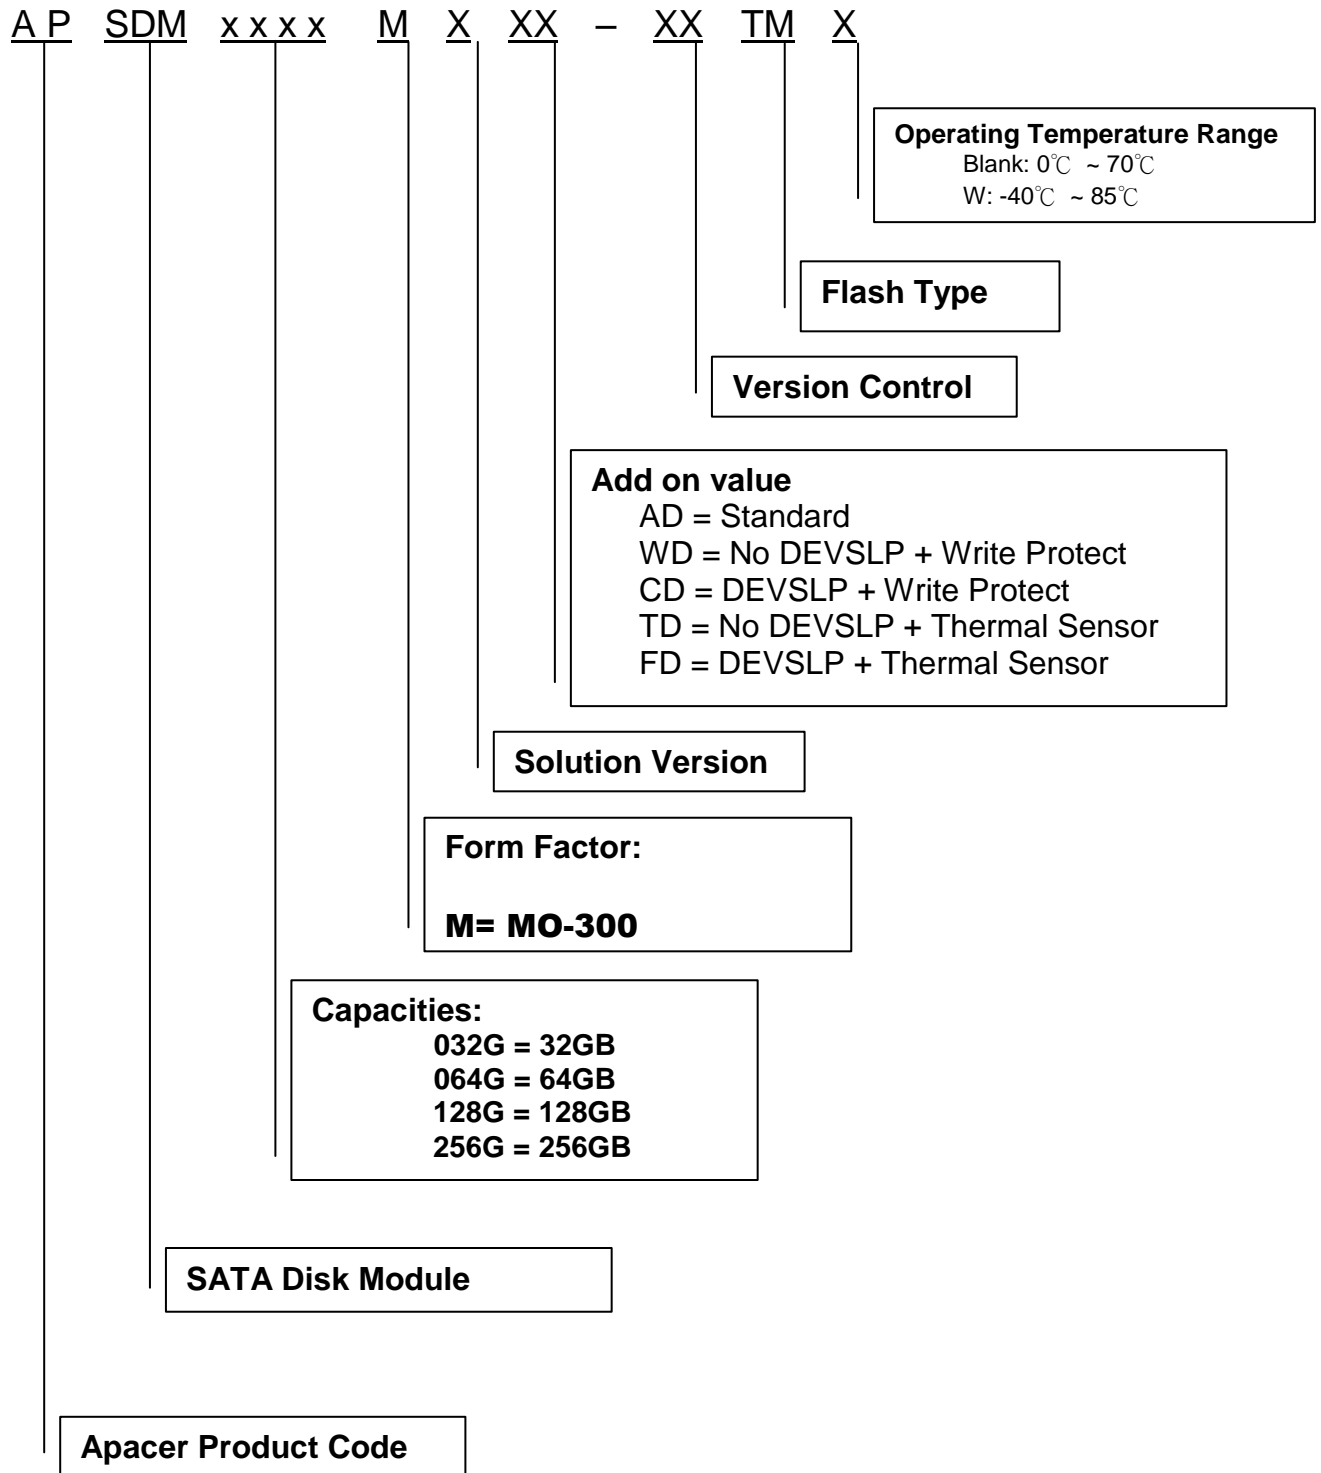 A P SDM x x x x M X XX – XX TM X
Operating Temperature Range
Blank: 0℃ ~ 70℃
W: -40℃ ~ 85℃
Flash Type
Version Control
Add on value
AD = Standard
WD = No DEVSLP + Write Protect
CD = DEVSLP + Write Protect
TD = No DEVSLP + Thermal Sensor
FD = DEVSLP + Thermal Sensor
Solution Version
Form Factor:
M= MO-300
Capacities:
032G = 32GB
064G = 64GB
128G = 128GB
256G = 256GB
SATA Disk Module
Apacer Product Code